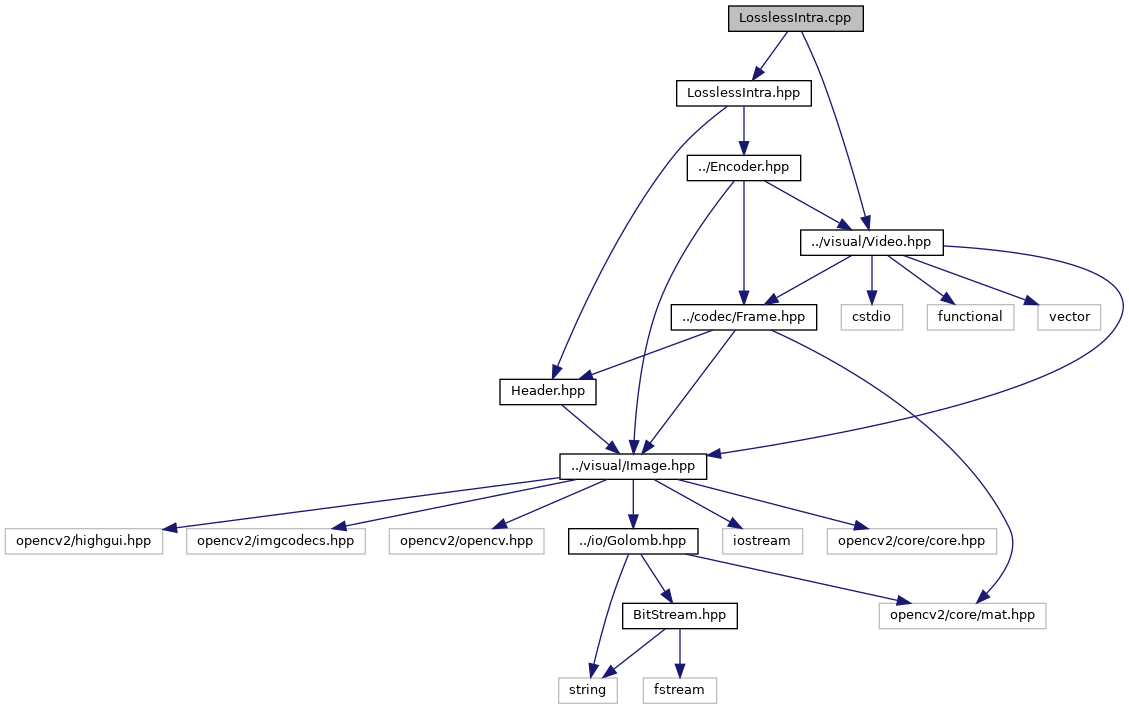 LosslessIntra.cpp
LosslessIntra.hpp
../Encoder.hpp
../visual/Video.hpp
../codec/Frame.hpp
cstdio
functional
vector
Header.hpp
../visual/Image.hpp
opencv2/highgui.hpp
opencv2/imgcodecs.hpp
opencv2/opencv.hpp
../io/Golomb.hpp
iostream
opencv2/core/core.hpp
BitStream.hpp
opencv2/core/mat.hpp
string
fstream